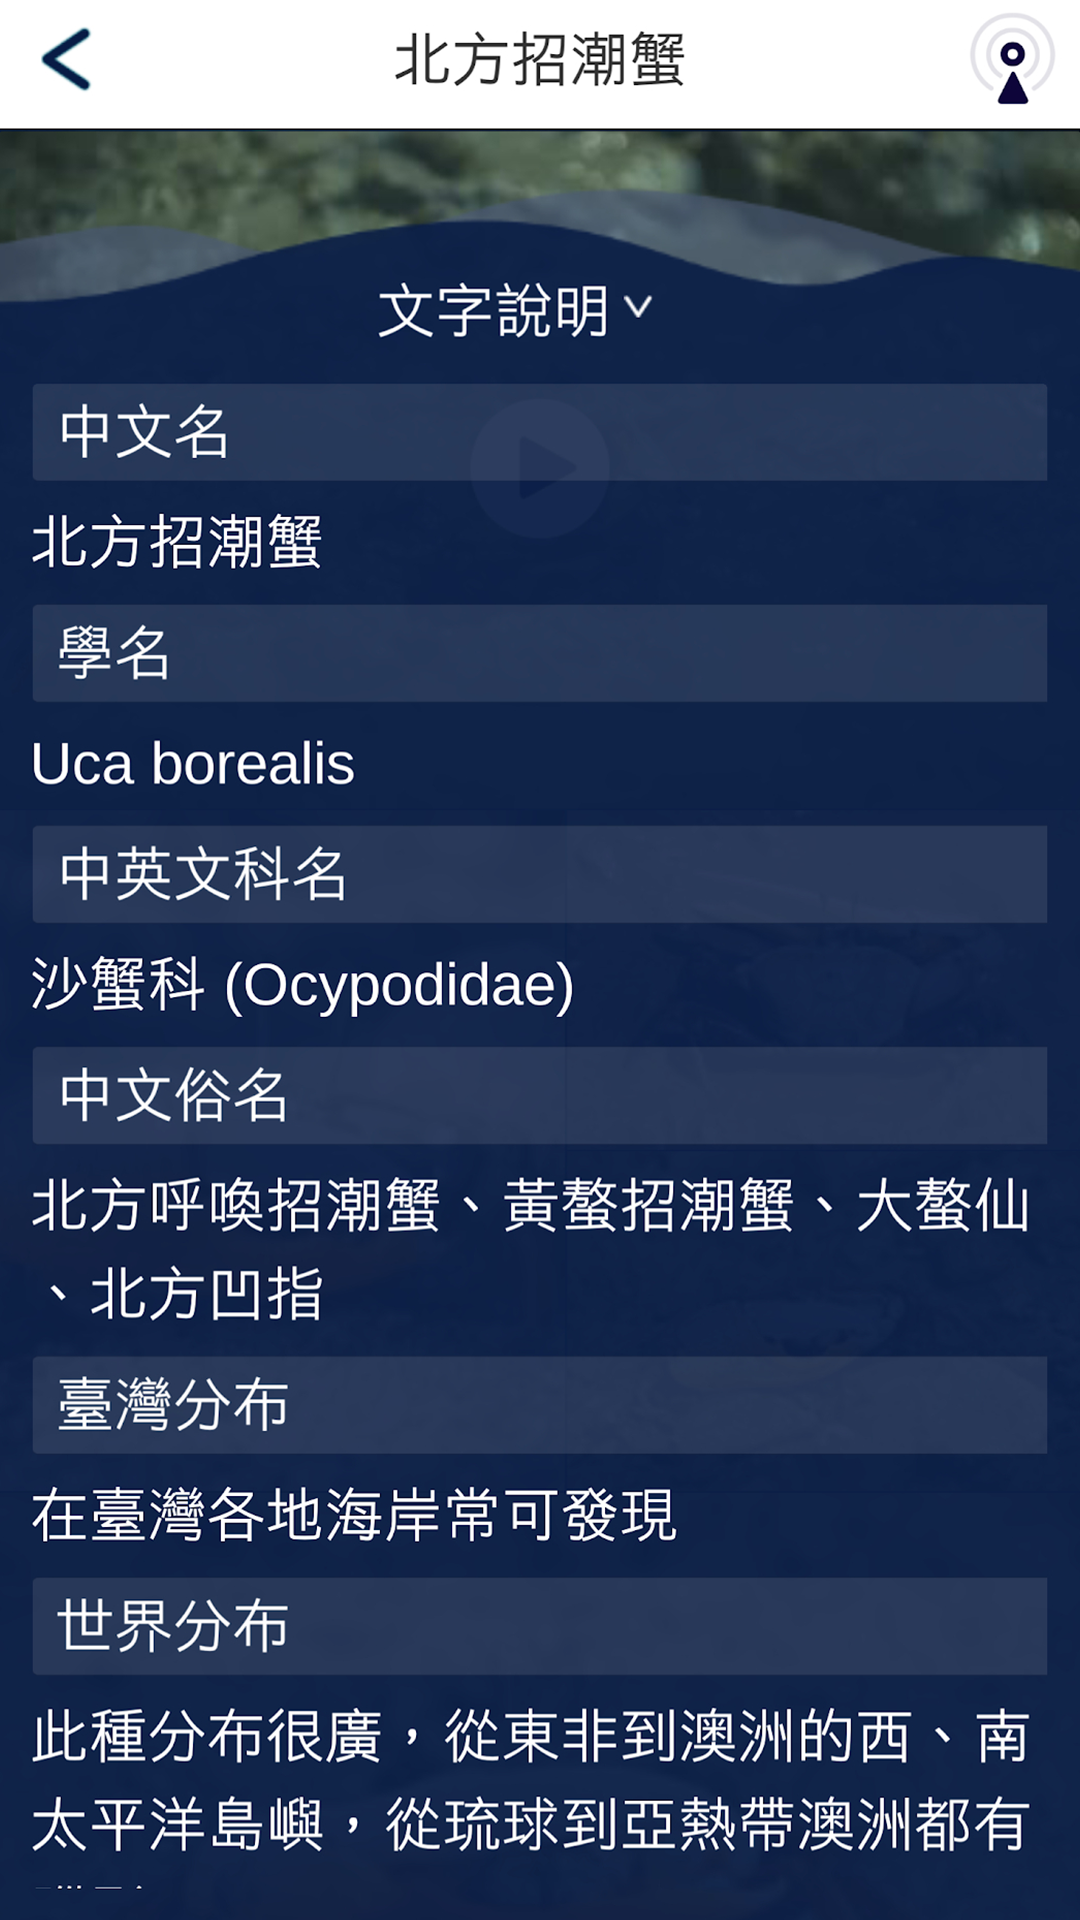 北方招潮蟹
文字說明
中文名
北方招潮蟹
學名
Uca borealis
中英文科名
沙蟹科 (Ocypodidae)
中文俗名
北方呼喚招潮蟹、黃螯招潮蟹、大螯仙
、北方凹指
臺灣分布
在臺灣各地海岸常可發現
世界分布
此種分布很廣，從東非到澳洲的西、南
太平洋島嶼，從琉球到亞熱帶澳洲都有